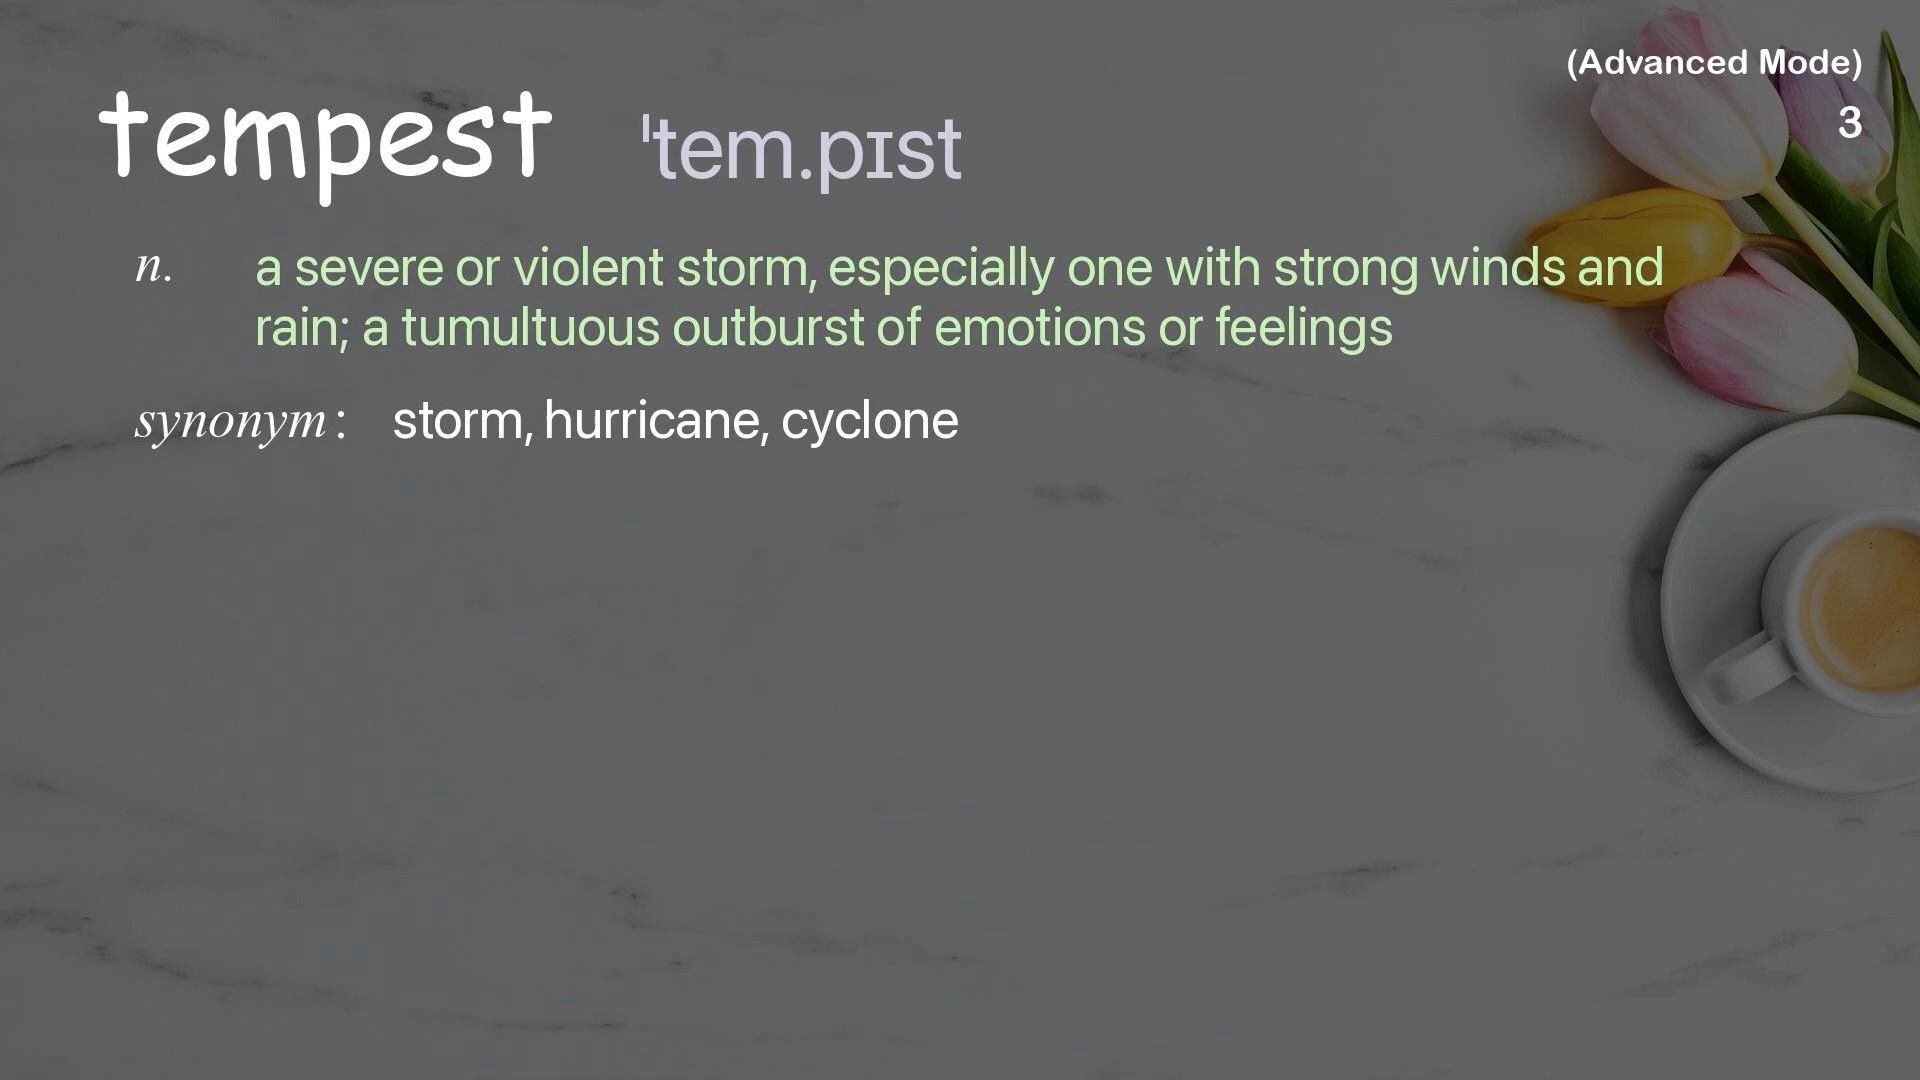 (Advanced Mode)
tempest ˈtem.pɪst
3
n. a severe or violent storm, especially one with strong winds and
rain; a tumultuous outburst of emotions or feelings
synonym: storm, hurricane, cyclone